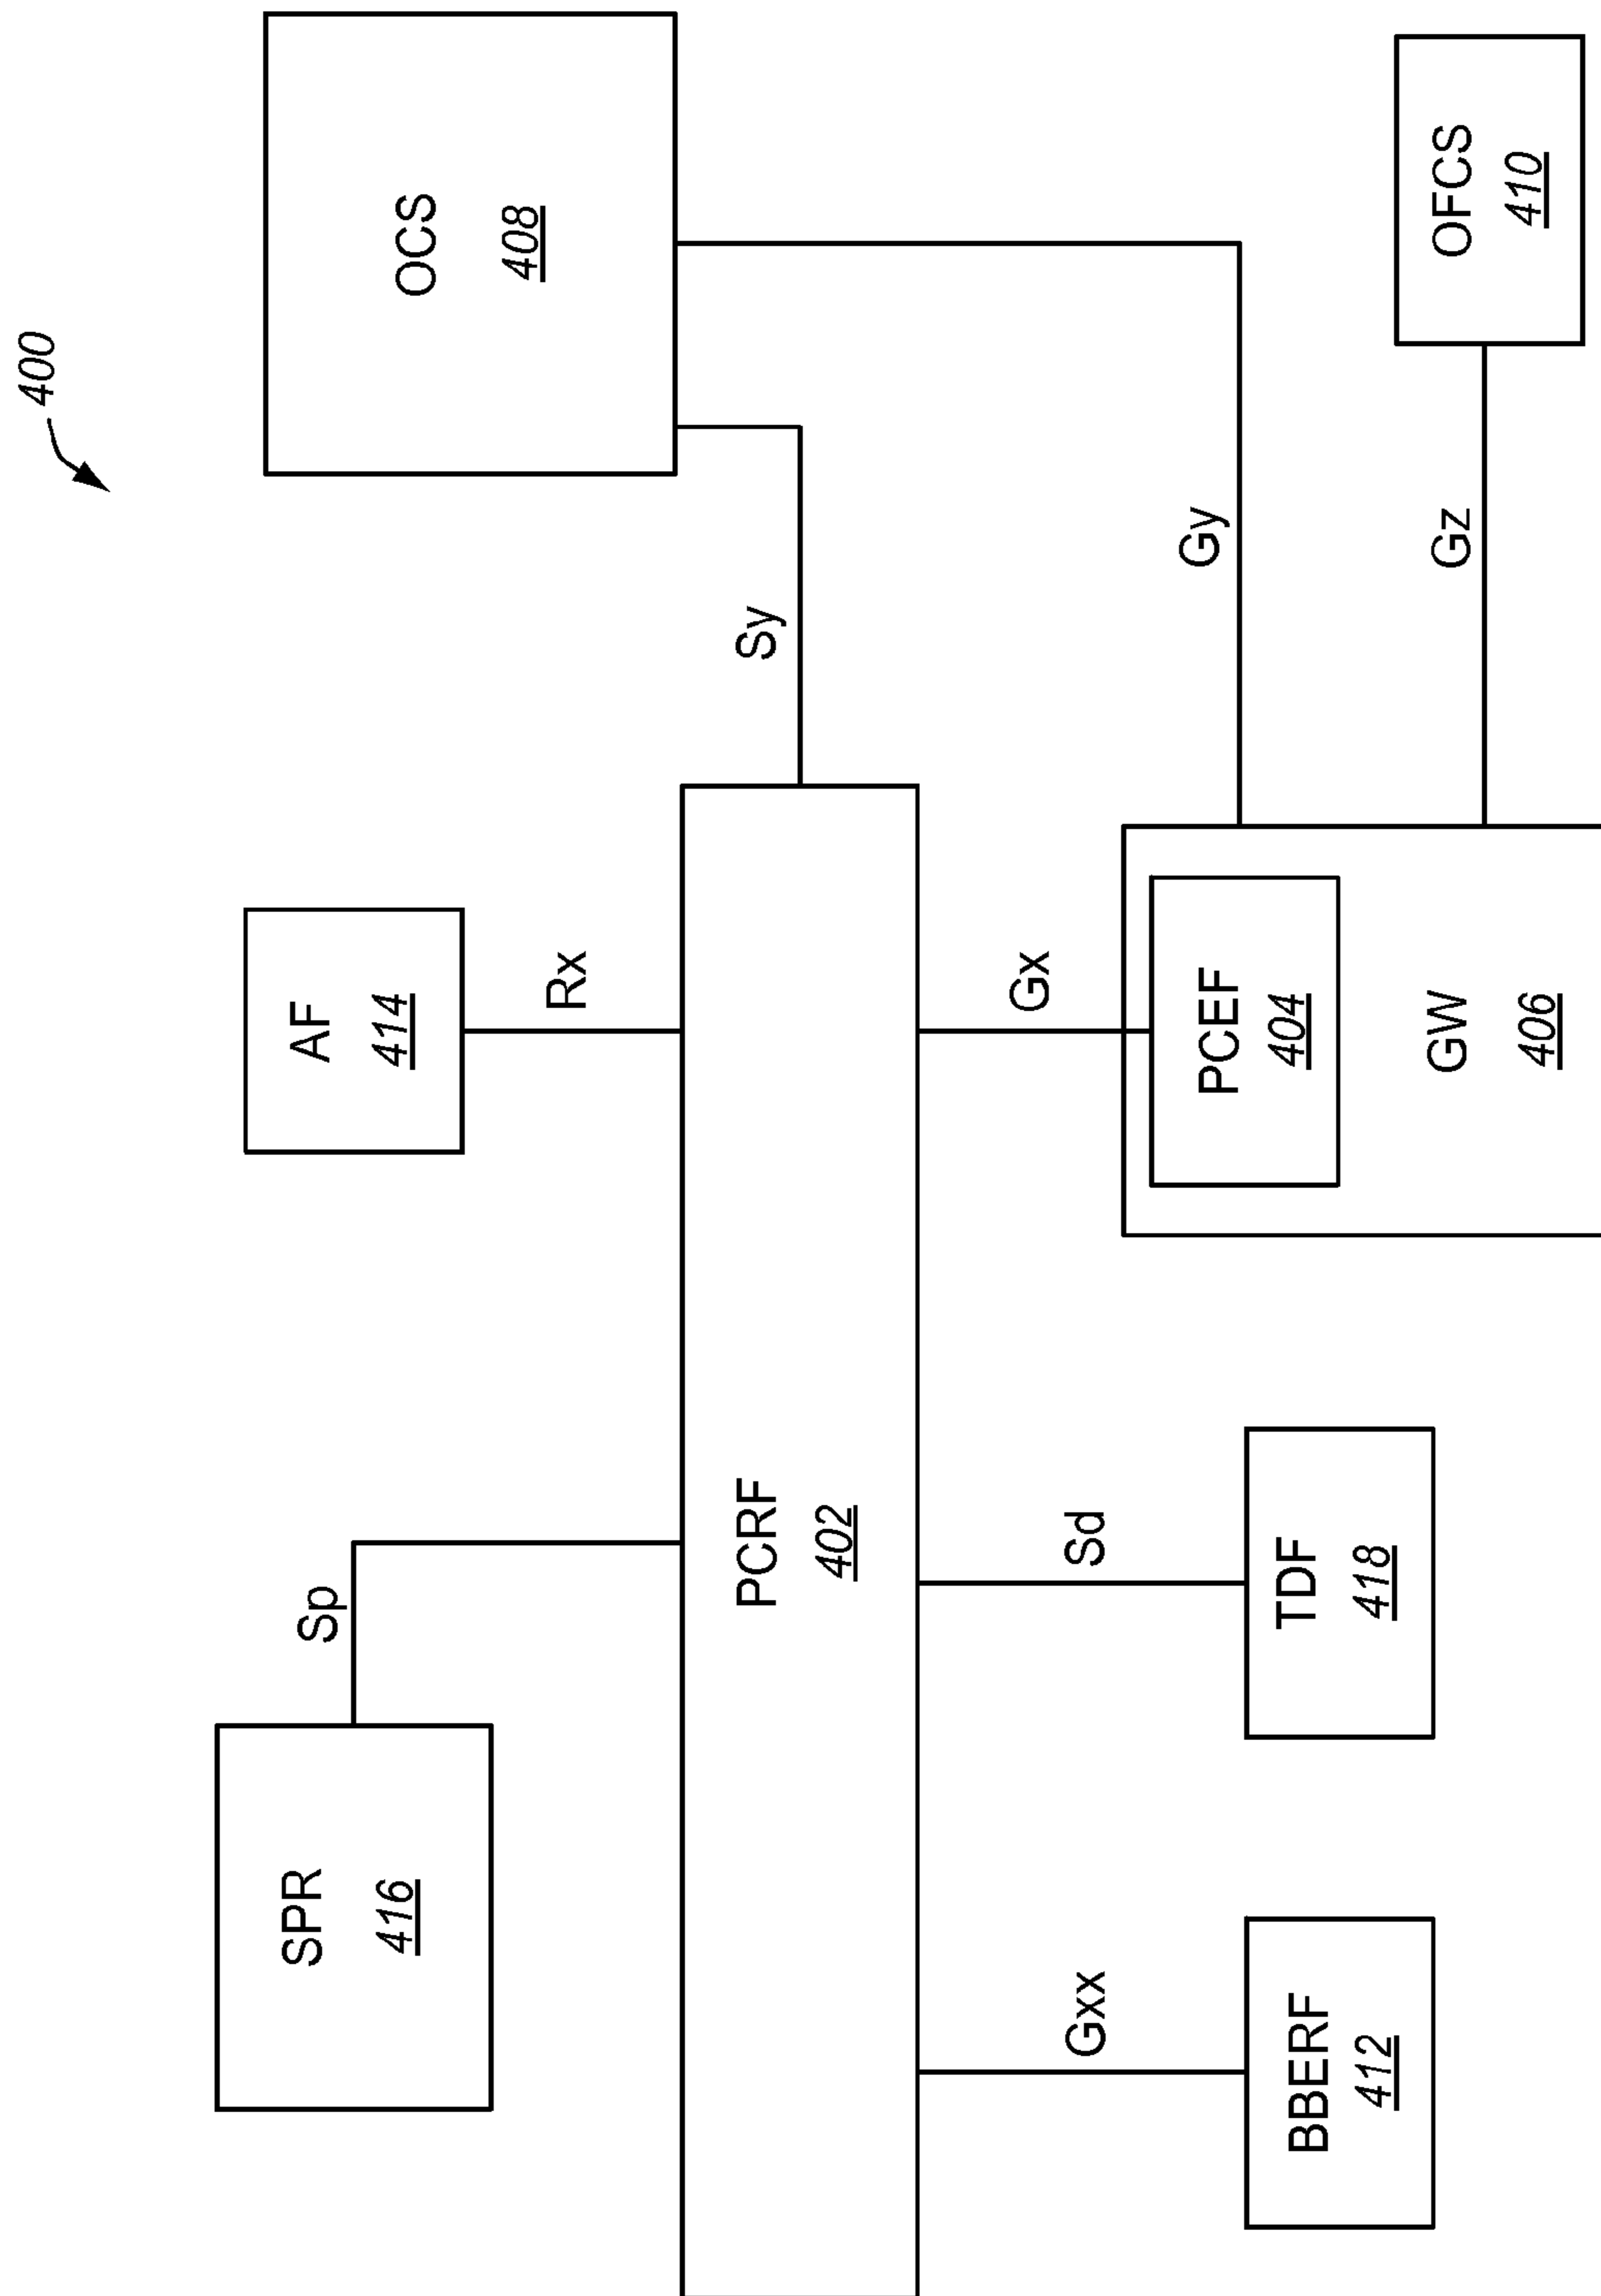 400
SPR
416
Sp
AF
414
Rx
OCS
408
Sy
PCRF
402
Gxx
Sd
Gx
Gy
BBERF
412
TDF
418
PCEF
404
GW
406
Gz
OFCS
410